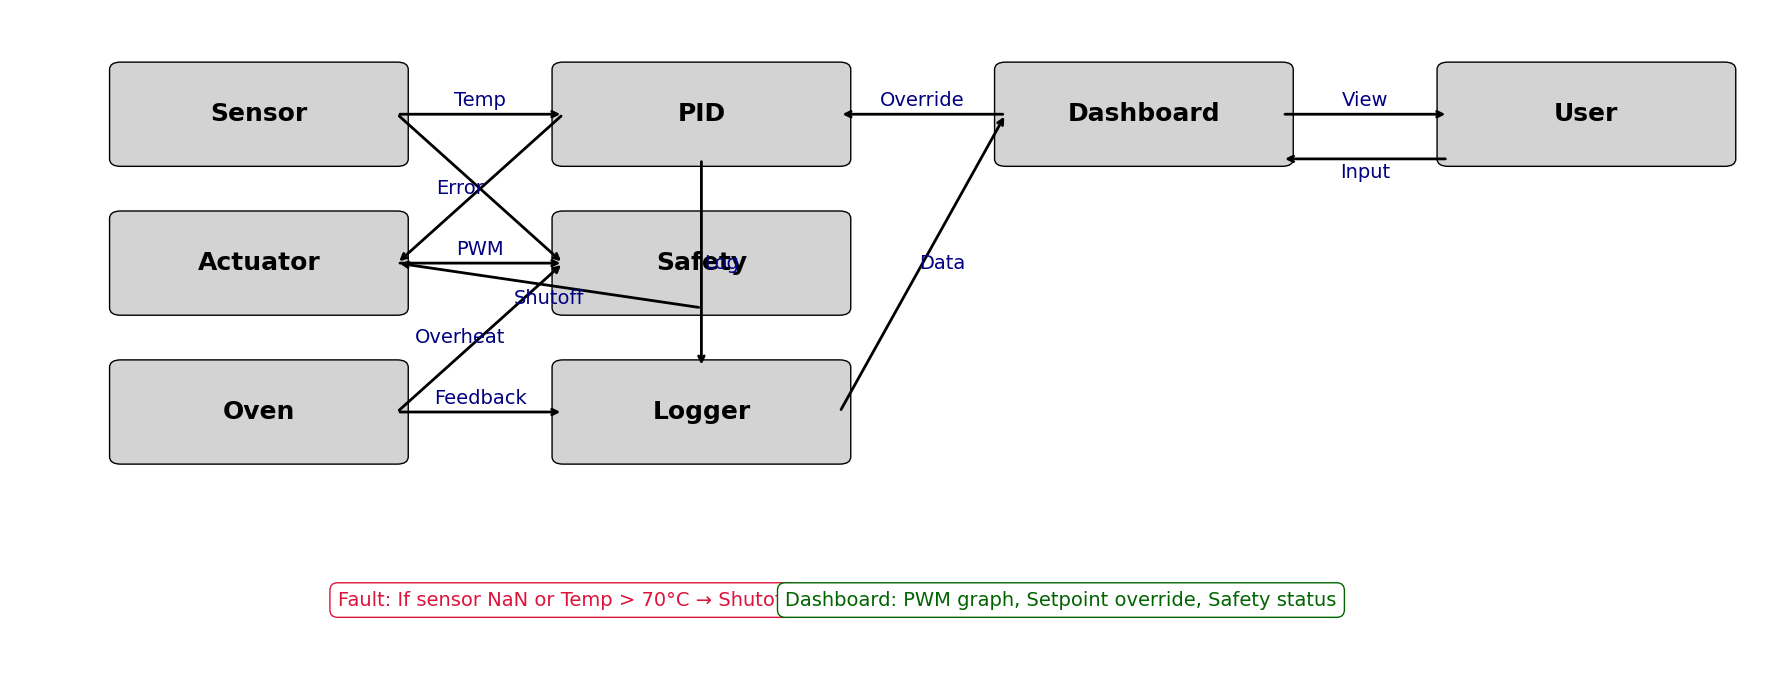 Sensor
Temp
PID
Override
Dashboard
View
User
Input
Error
Actuator
PWM
Safety
Log
Data
Shutoff
Overheat
Oven
Feedback
Logger
Fault: If sensor NaN or Temp > 70°C → Shutof
Dashboard: PWM graph, Setpoint override, Safety status